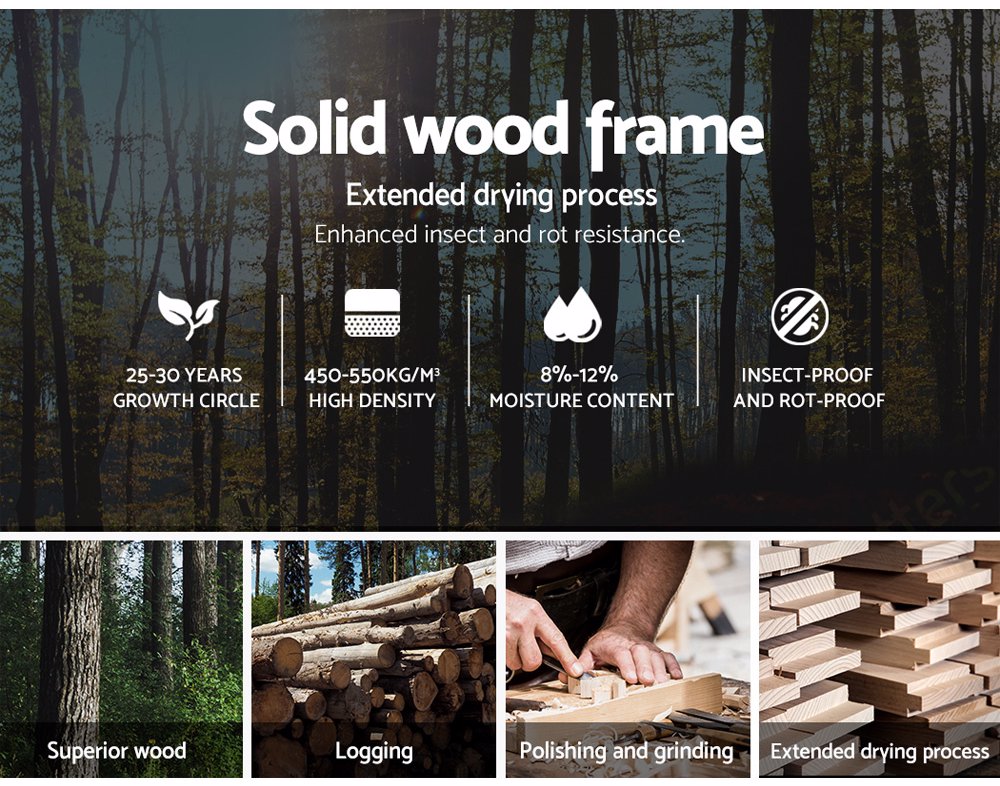 Solid wood frame
Extended drying process
Enhanced insect and rot resistance.
25-30 YEARS
GROWTH CIRCLE
450-550KG/M³
HIGH DENSITY
8%-12%
MOISTURE CONTENT
INSECT-PROOF
AND ROT-PROOF
Superior wood
Logging
Polishing and grinding
Extended drying process